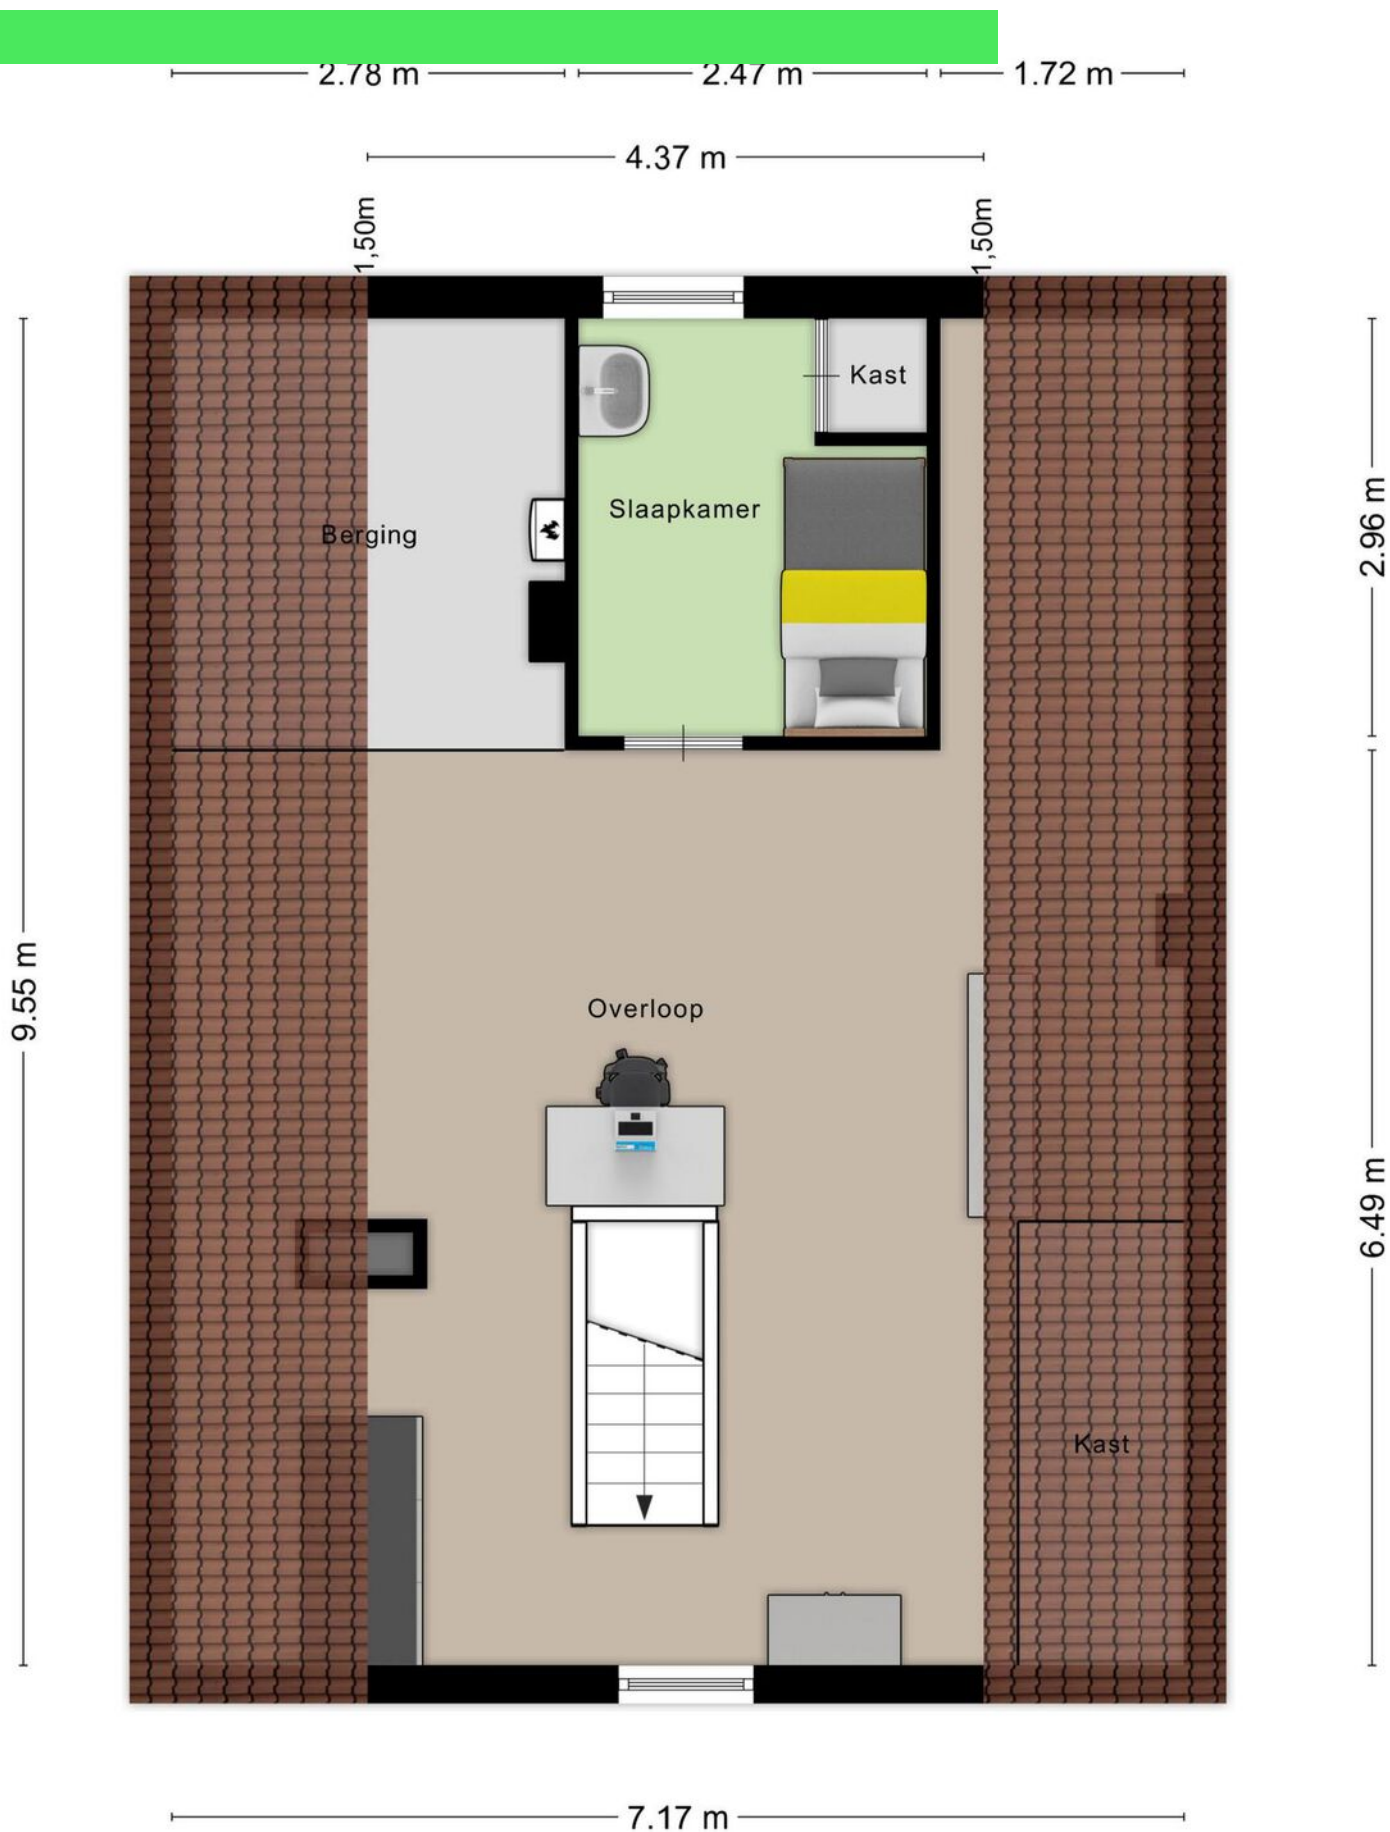 2.78 m
2.47 m
1.72 m
4.37 m
1,50m
1,50m
Kast
Slaapkamer
Berging
2.96 m
9.55 m
Overloop
6.49 m
Kast
7.17 m